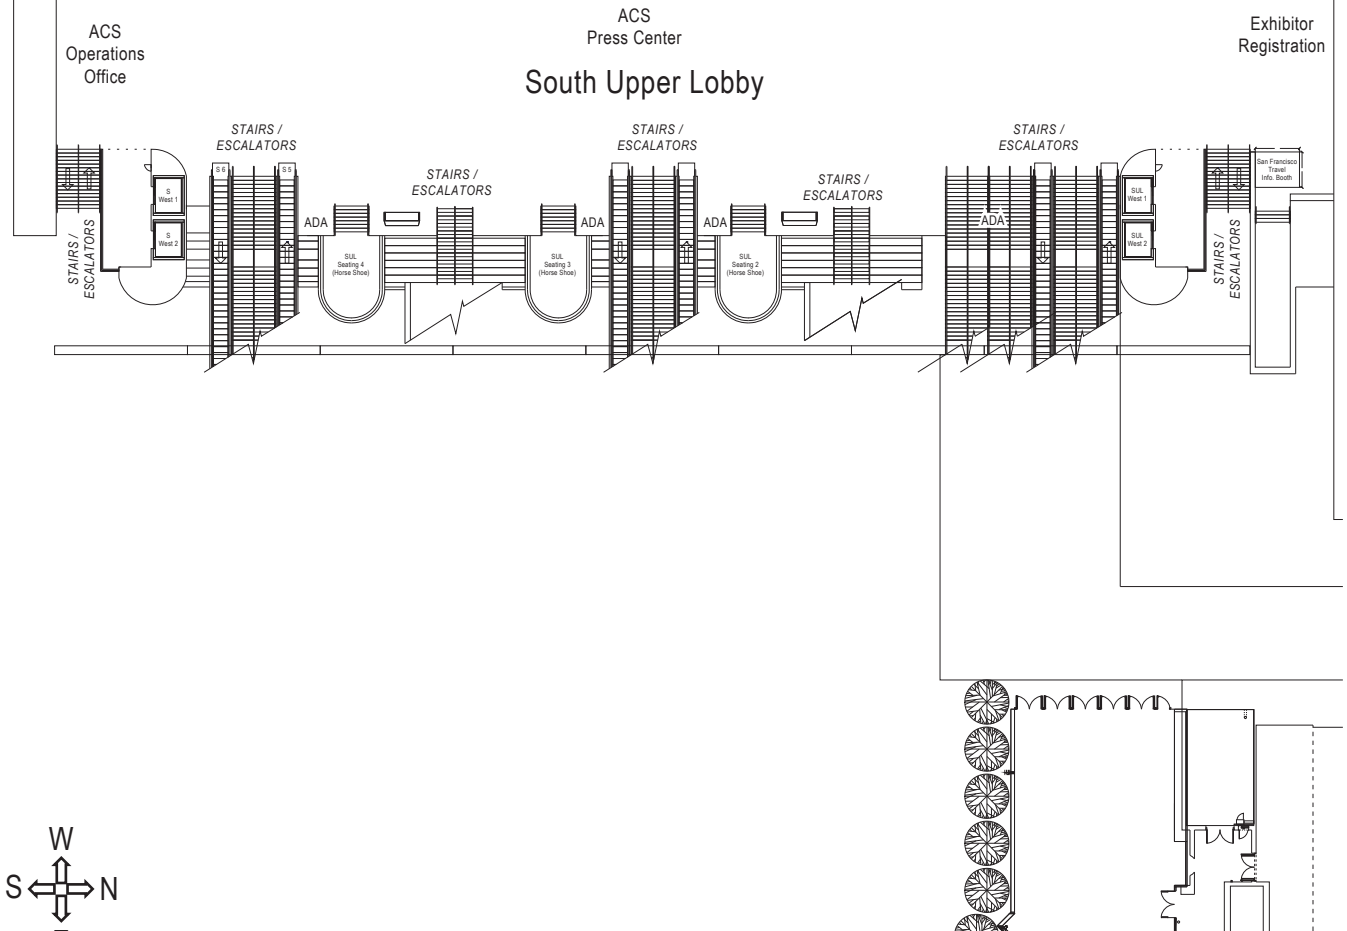 ACS
Operations
Office
ACS
Press Center
Exhibitor
Registration
South Upper Lobby
STAIRS /
ESCALATORS
STAIRS /
ESCALATORS
STAIRS /
ESCALATORS
STAIRS /
ESCALATORS
STAIRS /
ESCALATORS
S 6
S 5
San Francisco
Travel
Info. Booth
S
West 1
S
West 2
SUL
West 1
SUL
West 2
ADA
ADA
ADA
ADA
STAIRS /
ESCALATORS
STAIRS /
ESCALATORS
SUL
Seating 4
(Horse Shoe)
SUL
Seating 3
(Horse Shoe)
SUL
Seating 2
(Horse Shoe)
W
S
N